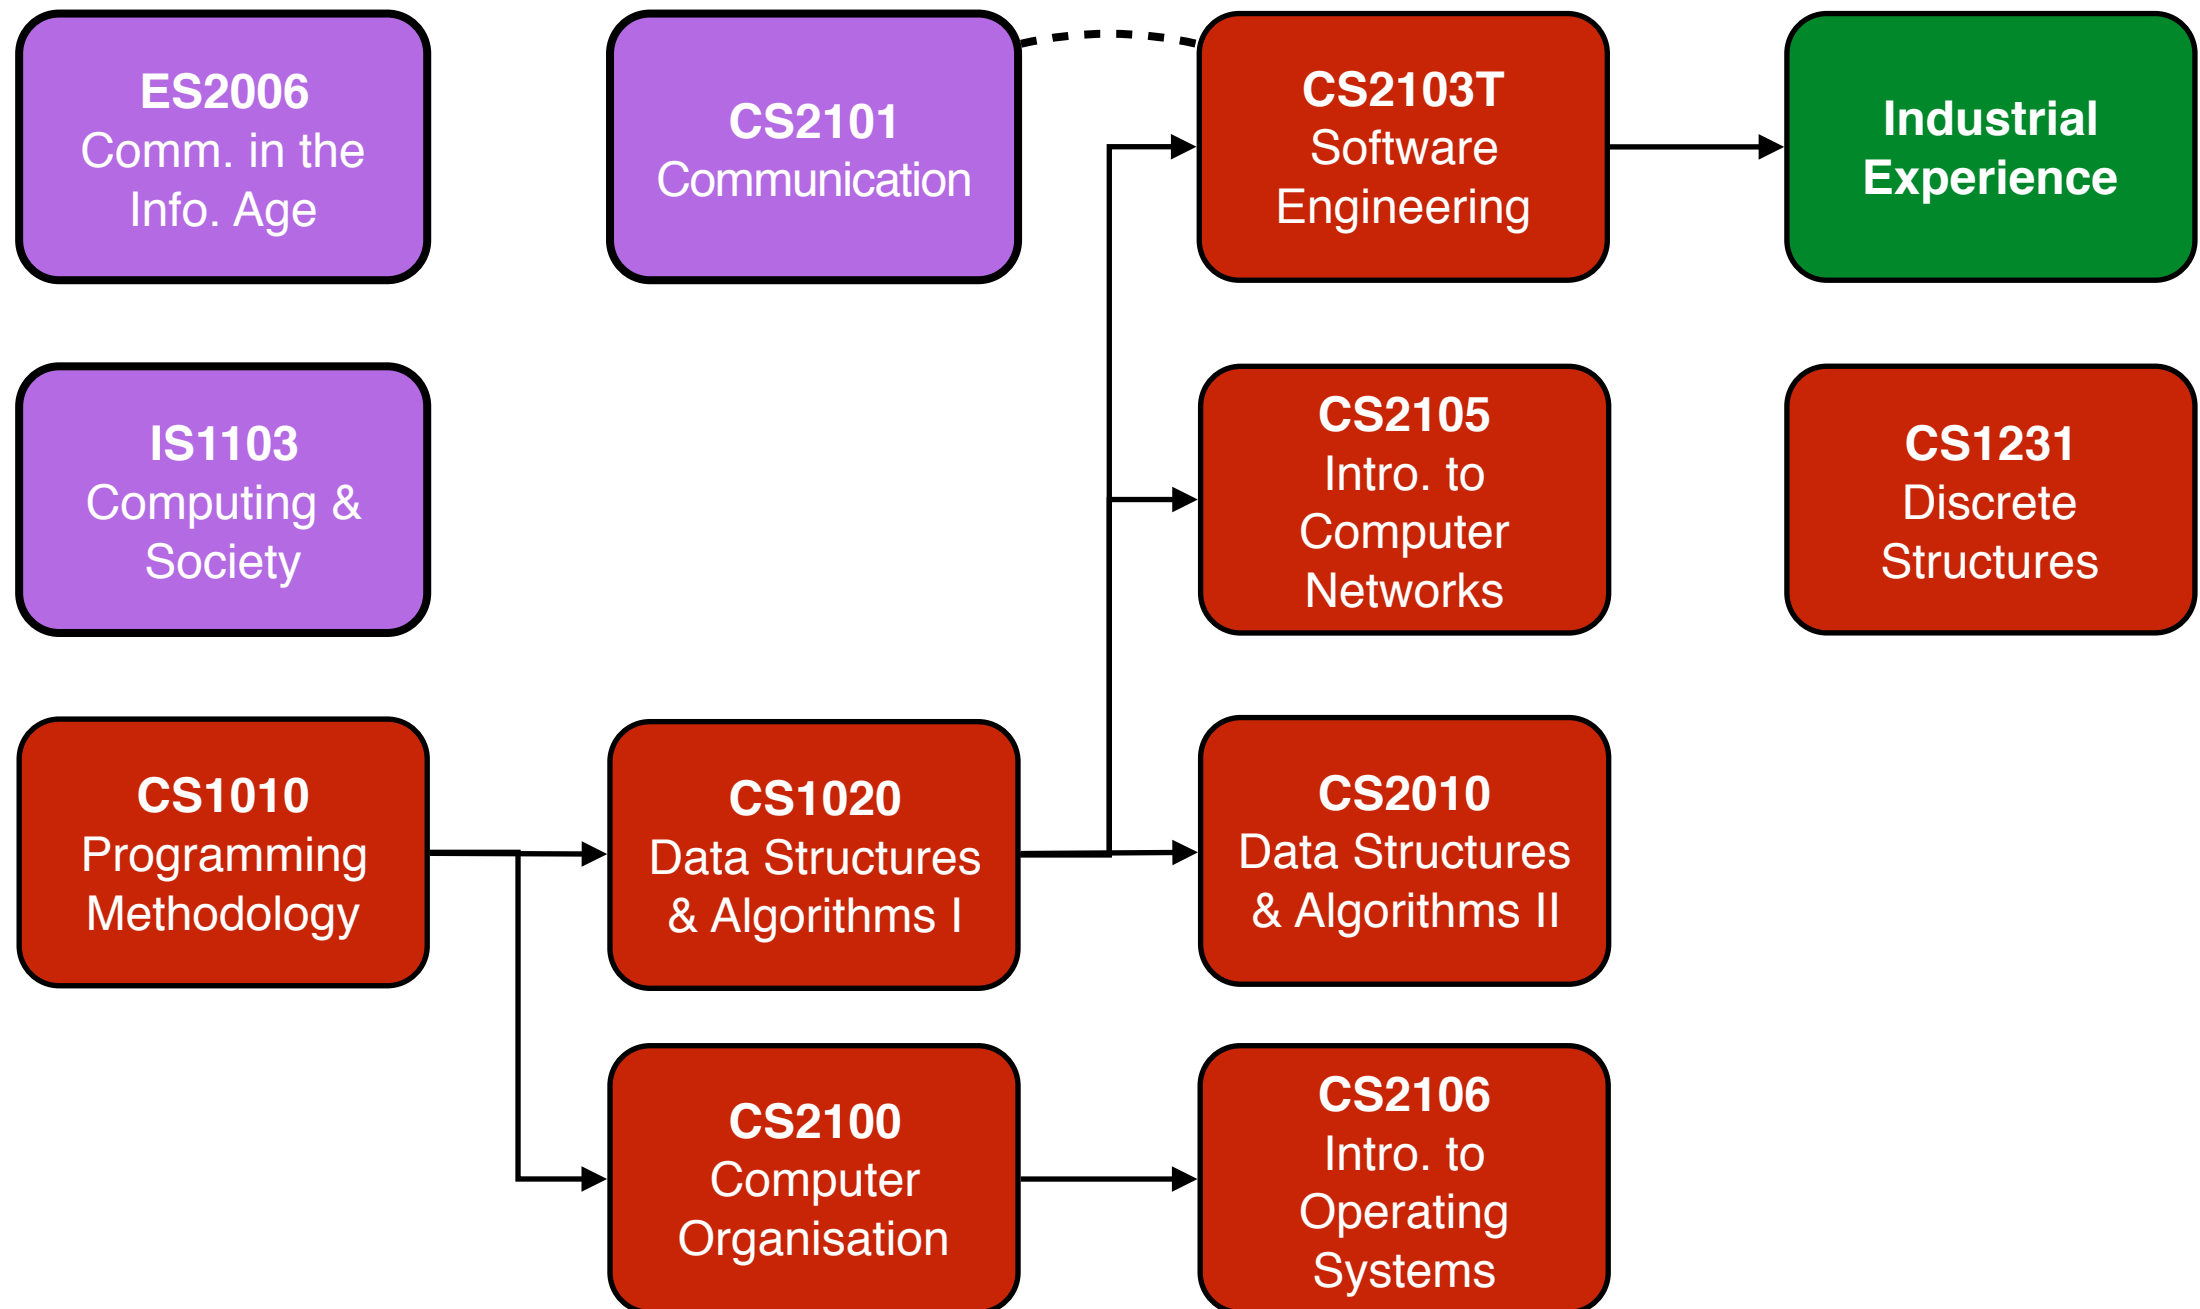 ES2006
Comm. in the
Info. Age
CS2101
Communication
CS2103T
Software
Engineering
Industrial
Experience
IS1103
Computing &
Society
CS2105
Intro. to
Computer
Networks
CS1231
Discrete
Structures
CS1010
Programming
Methodology
CS1020
Data Structures
& Algorithms I
CS2010
Data Structures
& Algorithms II
CS2100
Computer
Organisation
CS2106
Intro. to
Operating
Systems